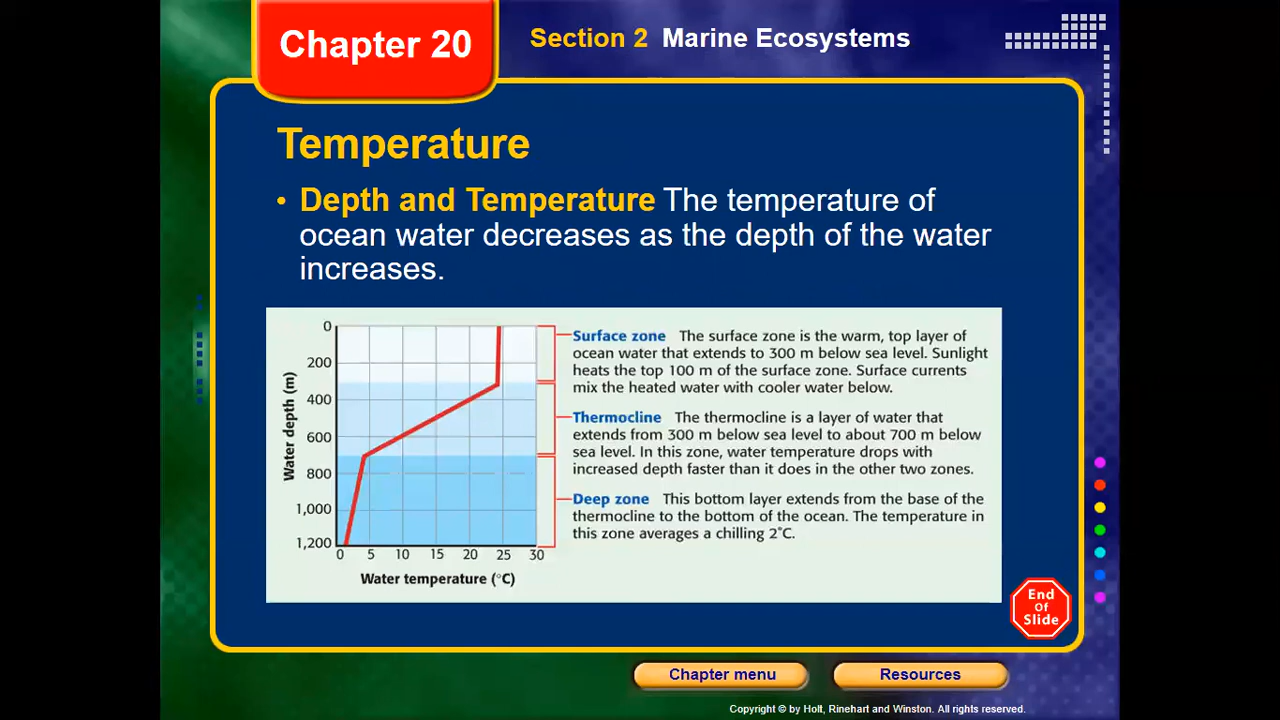 Chapter 20
Section 2 Marine Ecosystems
Temperature
• Depth and Temperature The temperature of
ocean water decreases as the depth of the water
increases.
Water depth (m)
0
200
400
600
800
1,000
1,200
0 5 10 15 20 25 30
Water temperature (°C)
Surface zone The surface zone is the warm, top layer of
ocean water that extends to 300 m below sea level. Sunlight
heats the top 100 m of the surface zone. Surface currents
mix the heated water with cooler water below.
Thermocline The thermocline is a layer of water that
extends from 300 m below sea level to about 700 m below
sea level. In this zone, water temperature drops with
increased depth faster than it does in the other two zones.
Deep zone This bottom layer extends from the base of the
thermocline to the bottom of the ocean. The temperature in
this zone averages a chilling 2°C.
End
Of
Slide
Chapter menu
Resources
Copyright © by Holt, Rinehart and Winston. All rights reserved.